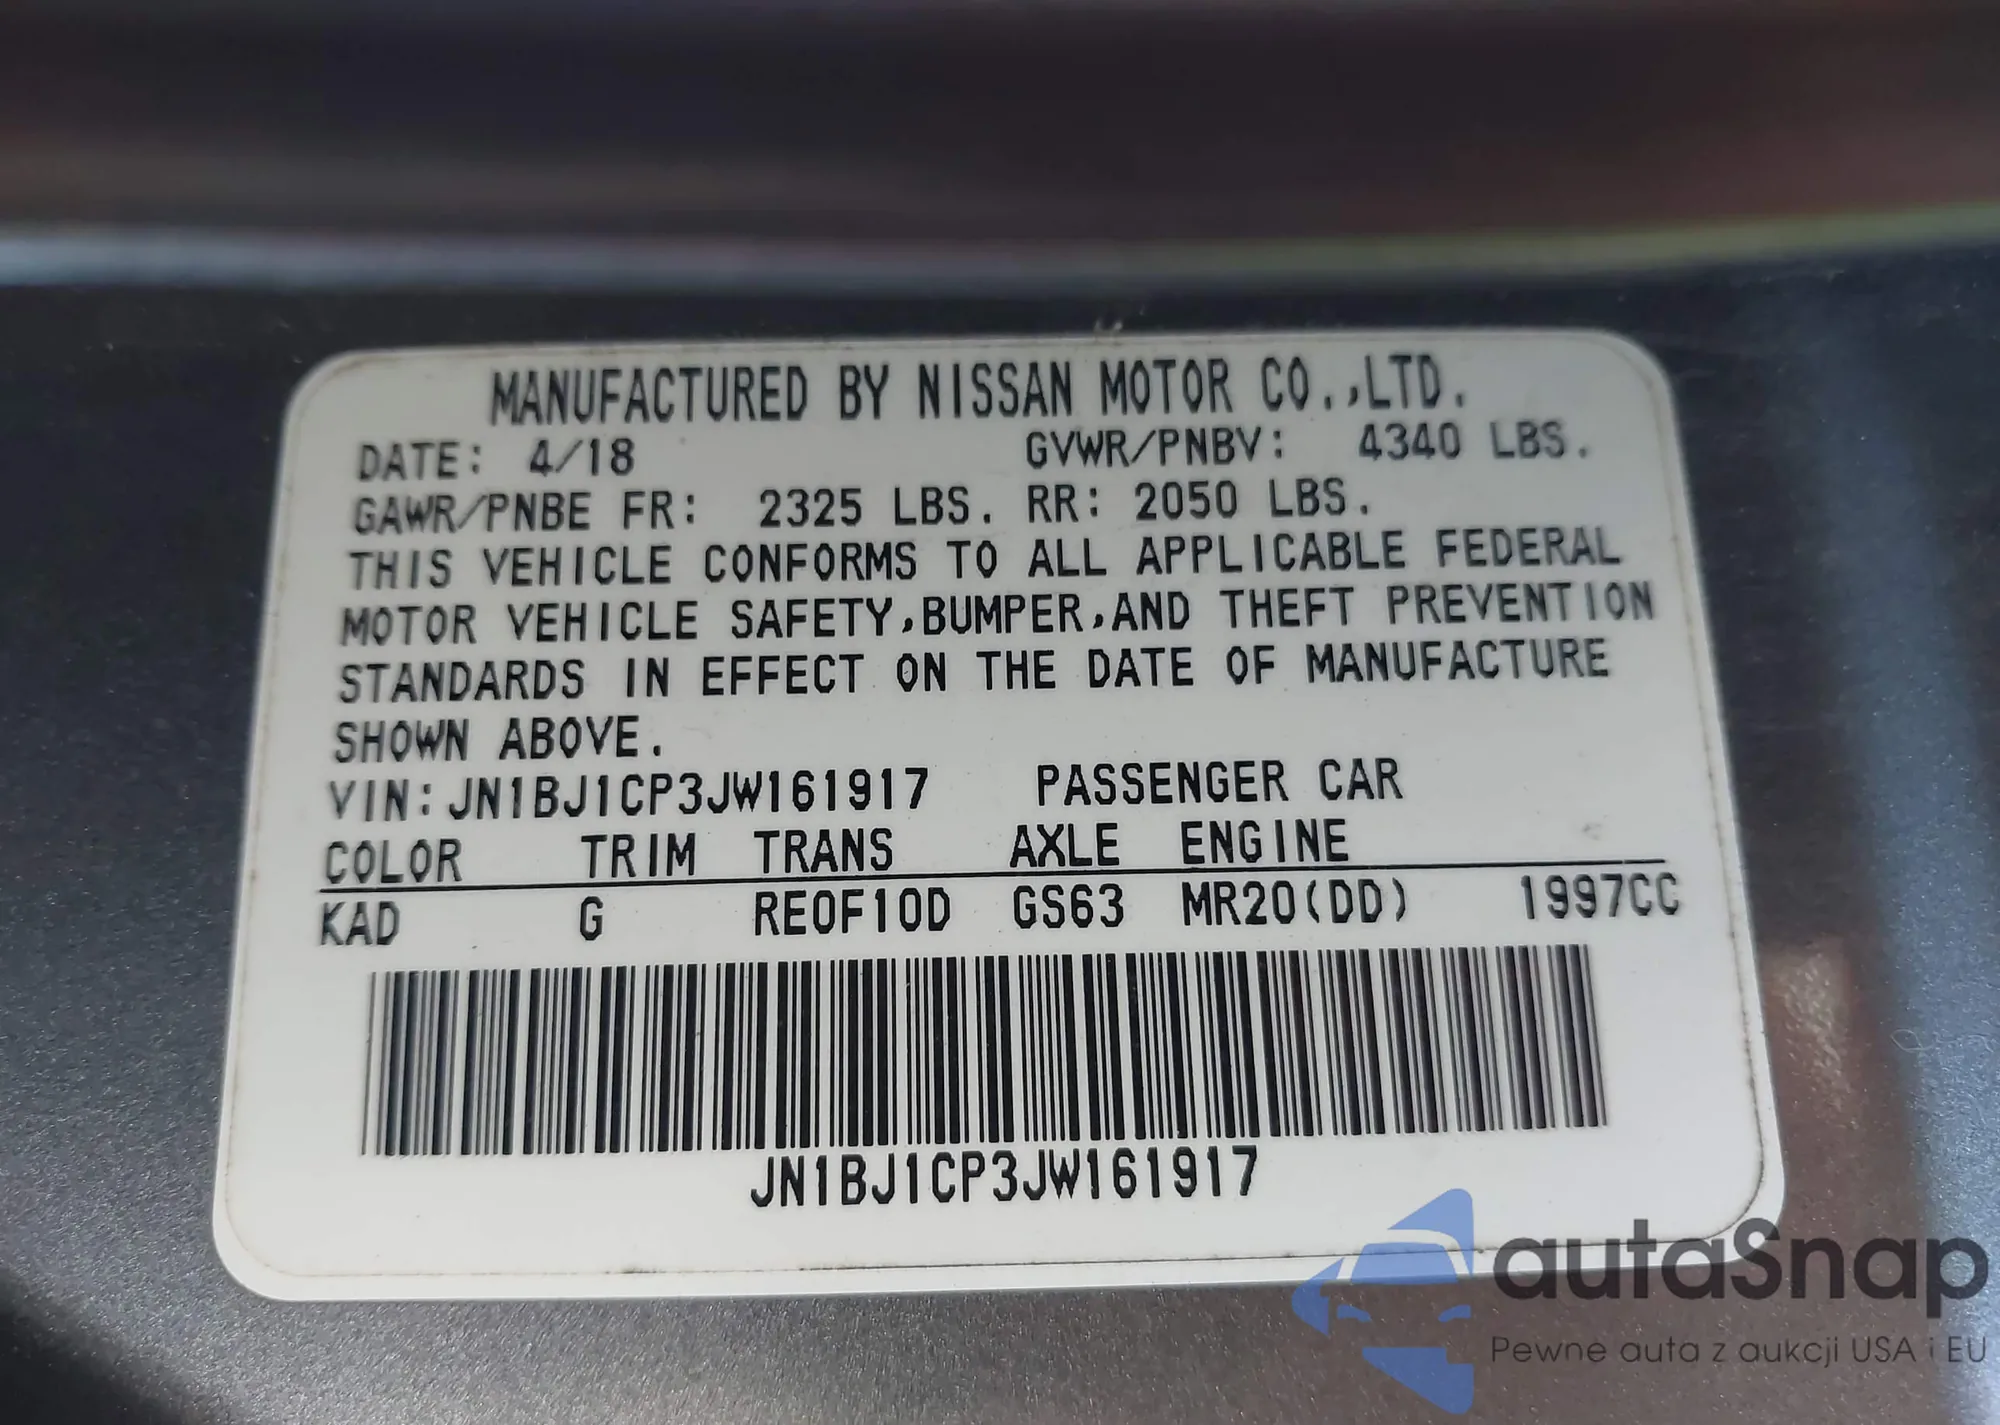 MANUFACTURED BY NISSAN MOTOR CO.,LTD.
DATE: 4/18 GVWR/PNBV: 4340 LBS.
GAWR/PNBE FR: 2325 LBS. RR: 2050 LBS.
THIS VEHICLE CONFORMS TO ALL APPLICABLE FEDERAL
MOTOR VEHICLE SAFETY,BUMPER,AND THEFT PREVENTION
STANDARDS IN EFFECT ON THE DATE OF MANUFACTURE
SHOWN ABOVE.
VIN:JN1BJ1CP3JW161917 PASSENGER CAR
COLOR TRIM TRANS AXLE ENGINE
KAD G RE0F10D GS63 MR20(DD) 1997CC
JN1BJ1CP3JW161917
autaSnap
Pewne auta z aukcji USA i EU